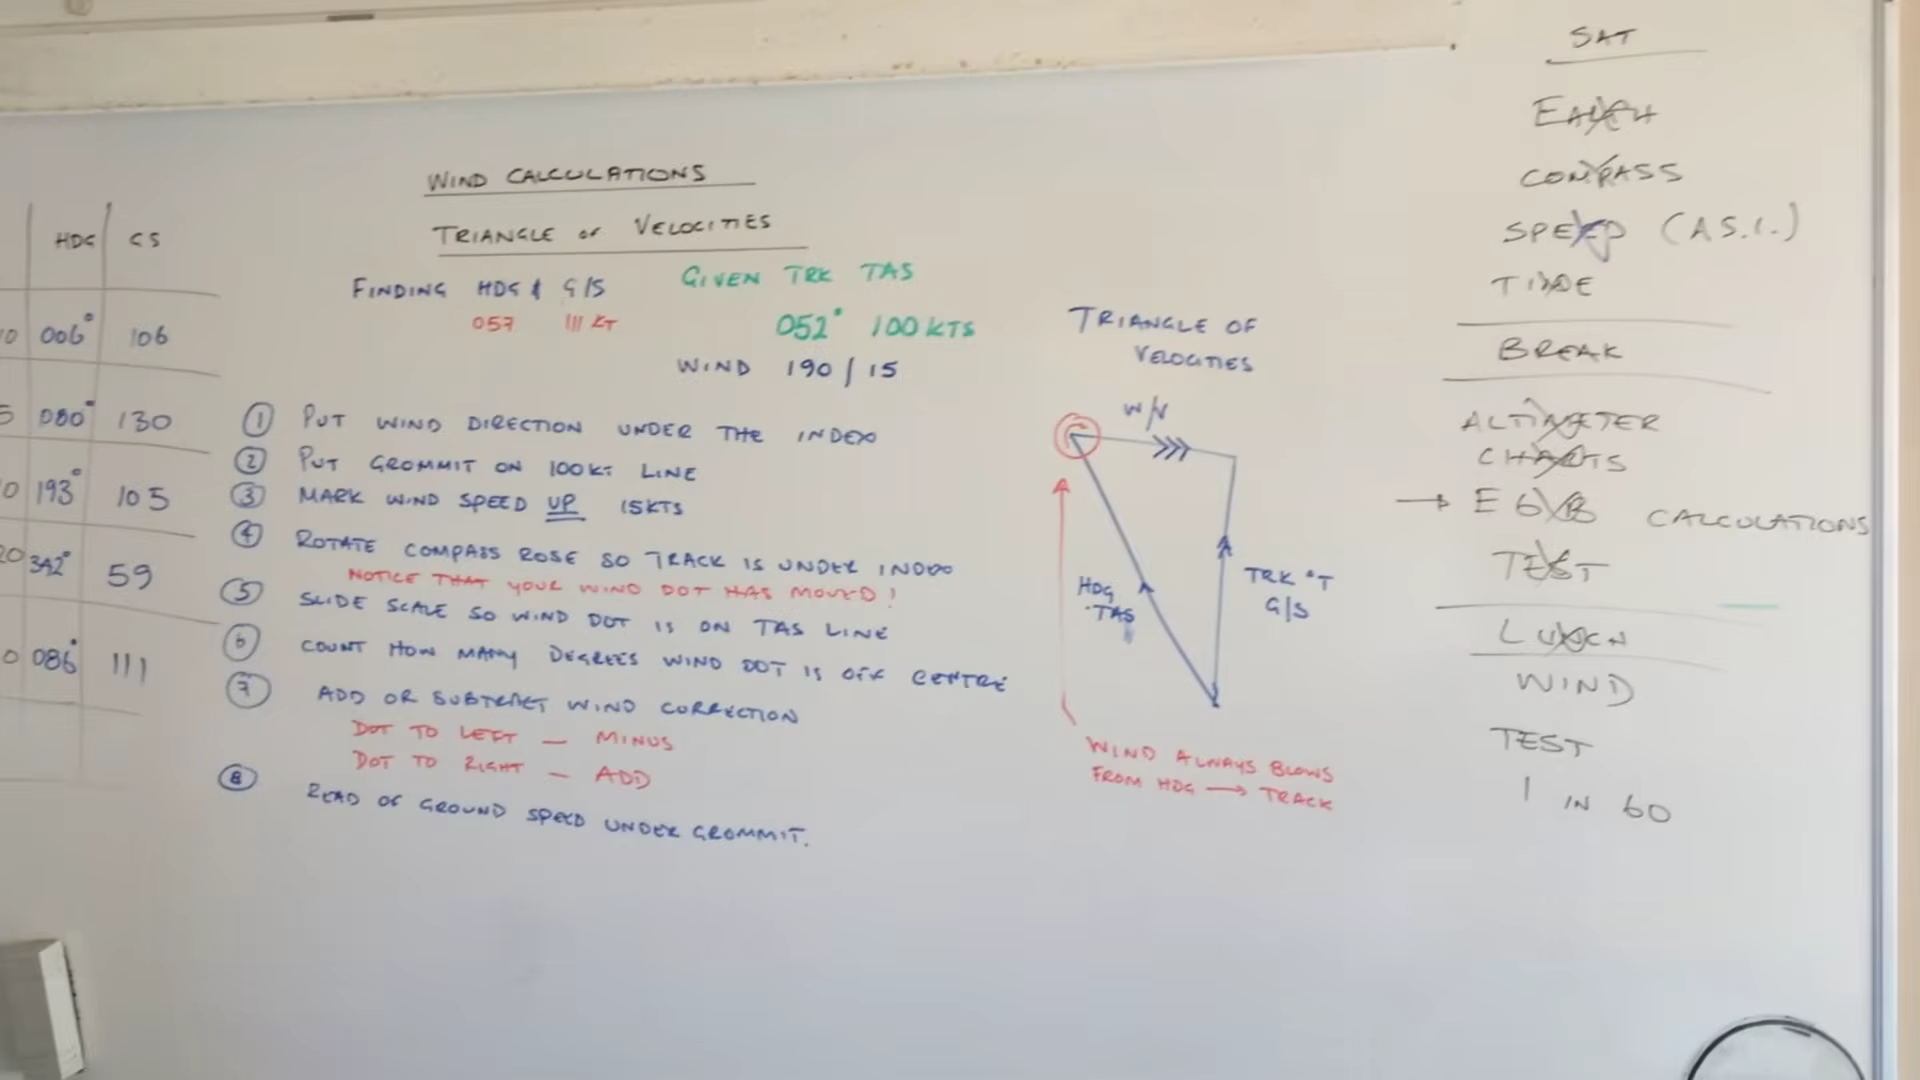 HDG GS
006° 106
080° 130
193° 105
342° 59
086° 111
WIND CALCULATIONS
TRIANGLE OF VELOCITIES
FINDING HDG & G/S
057 111 KT
GIVEN TRK TAS
052° 100 KTS
WIND 190/15
① PUT WIND DIRECTION UNDER THE INDEX
② PUT GROMMIT ON 100KT LINE
③ MARK WIND SPEED UP 15KTS
④ ROTATE COMPASS ROSE SO TRACK IS UNDER INDEX
NOTICE THAT YOUR WIND DOT HAS MOVED!
⑤ SLIDE SCALE SO WIND DOT IS ON TAS LINE
⑥ COUNT HOW MANY DEGREES WIND DOT IS OFF CENTRE
⑦ ADD OR SUBTRACT WIND CORRECTION
DOT TO LEFT – MINUS
DOT TO RIGHT – ADD
⑧ READ OF GROUND SPEED UNDER GROMMIT.
TRIANGLE OF
VELOCITIES
W/V
HDG
TAS
TRK °T
G/S
WIND ALWAYS BLOWS
FROM HDG → TRACK
SAT
EARTH
COMPASS
SPEED (A.S.I.)
TIME
BREAK
ALTIMETER
CHARTS
→ E6B CALCULATIONS
TEST
LUNCH
WIND
TEST
1 IN 60